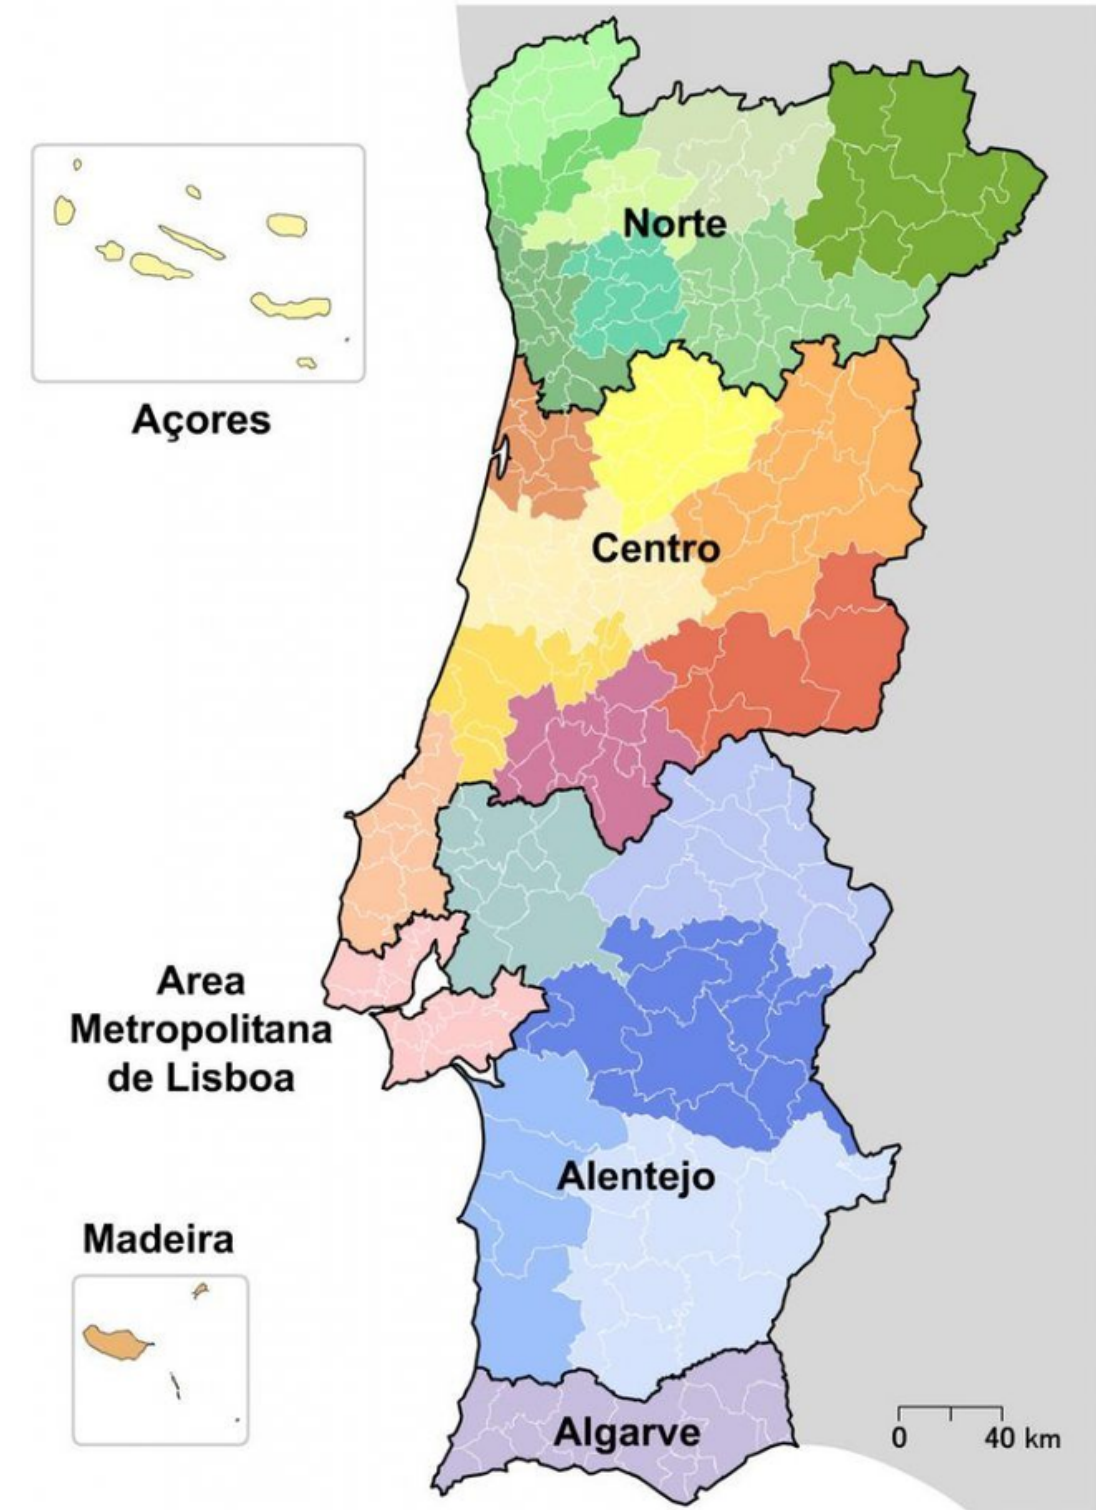 Norte
Açores
Centro
Area
Metropolitana
de Lisboa
Alentejo
Madeira
Algarve
0 40 km